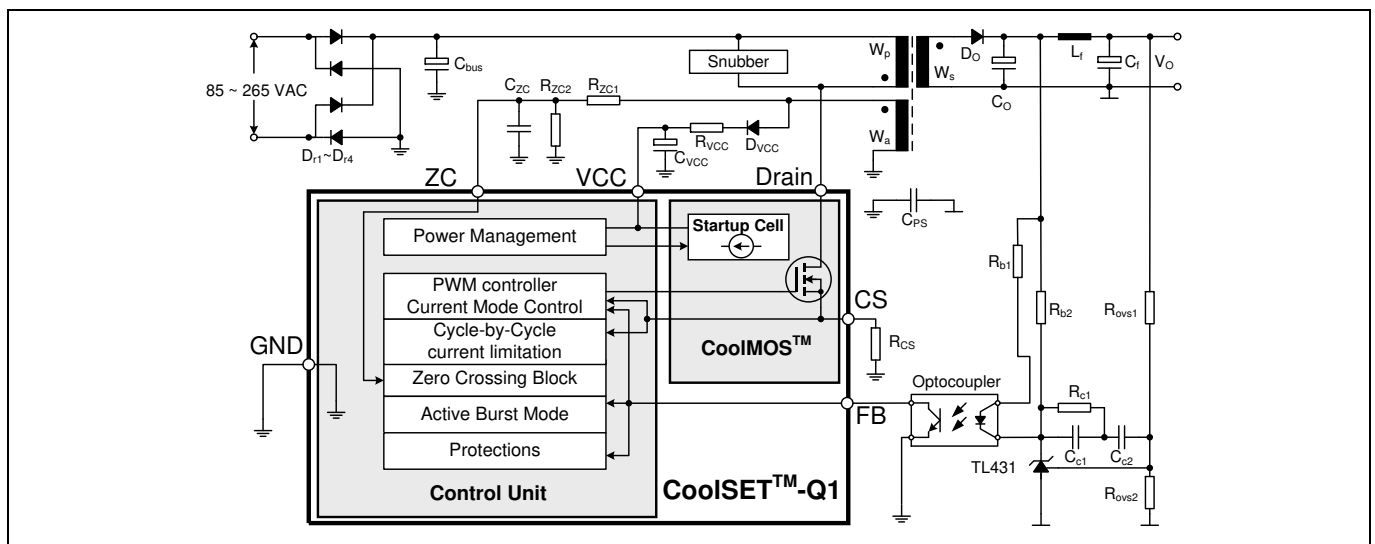 85 ~ 265 VAC
Dr1~Dr4
Cbus
Snubber
Wp
Ws
Wa
DO
CO
Lf
Cf
VO
CZC
RZC2
RZC1
RVCC
DVCC
CVCC
ZC
VCC
Drain
CPS
Power Management
Startup Cell
PWM controller
Current Mode Control
Cycle-by-Cycle
current limitation
Zero Crossing Block
Active Burst Mode
Protections
Control Unit
CoolMOS™
CoolSET™-Q1
GND
CS
RCS
FB
Optocoupler
Rb1
Rb2
Rovs1
Rc1
Cc1
Cc2
TL431
Rovs2